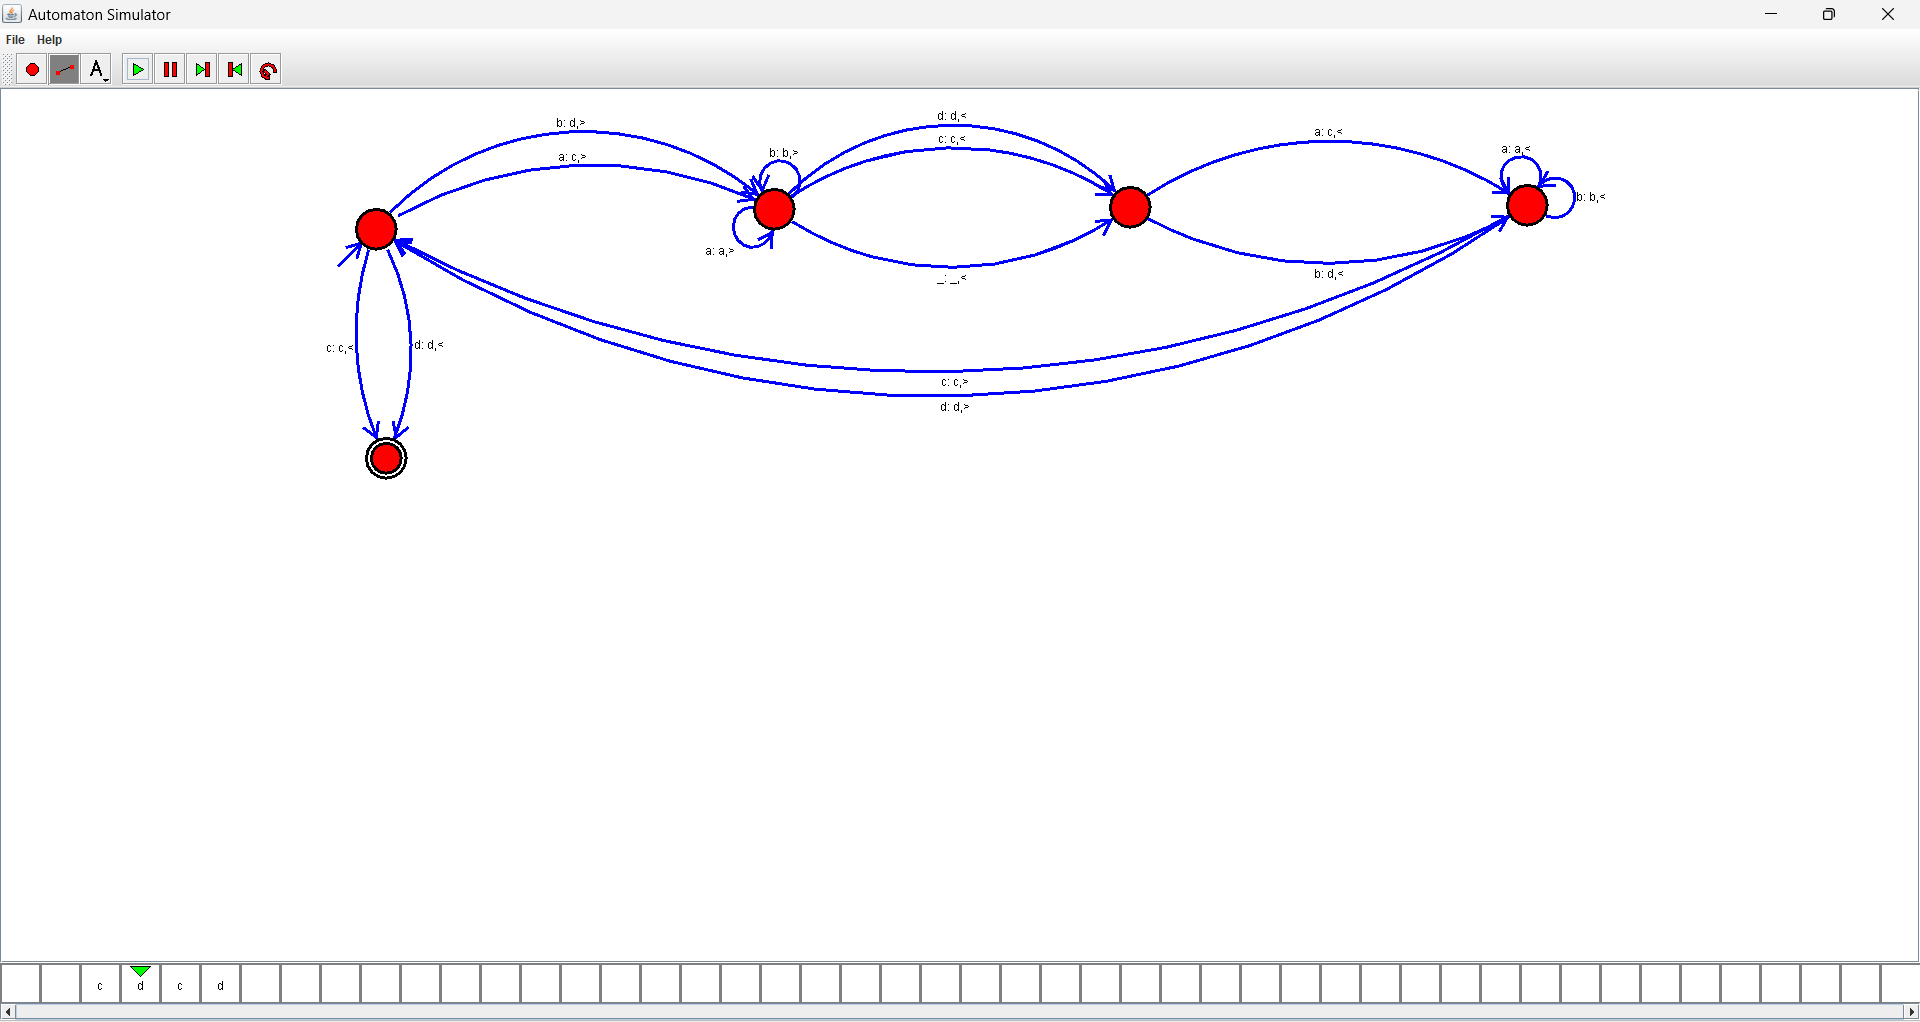 Automaton Simulator
File Help
A
d: d,<
b: d,>
a: c,<
c: c,<
a: a,<
b: b,>
a: c,>
b: b,<
a: a,>
b: d,<
_: _,<
d: d,<
c: c,<
c: c,>
d: d,>
c d c d